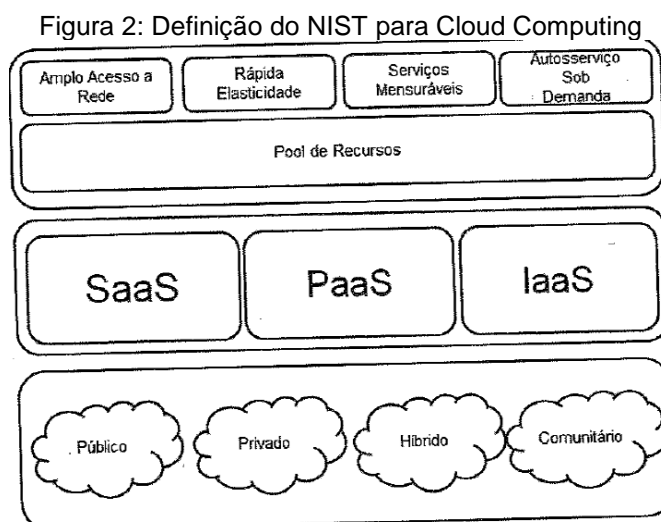 Figura 2: Definição do NIST para Cloud Computing
Amplo Acesso a
Rede
Rápida
Elasticidade
Serviços
Mensuráveis
Autosserviço
Sob
Demanda
Pool de Recursos
SaaS
PaaS
IaaS
Público
Privado
Híbrido
Comunitário